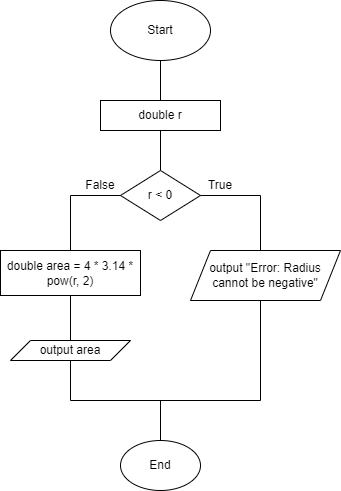 Start
double r
r < 0
False
True
double area = 4 * 3.14 *
pow(r, 2)
output "Error: Radius
cannot be negative"
output area
End